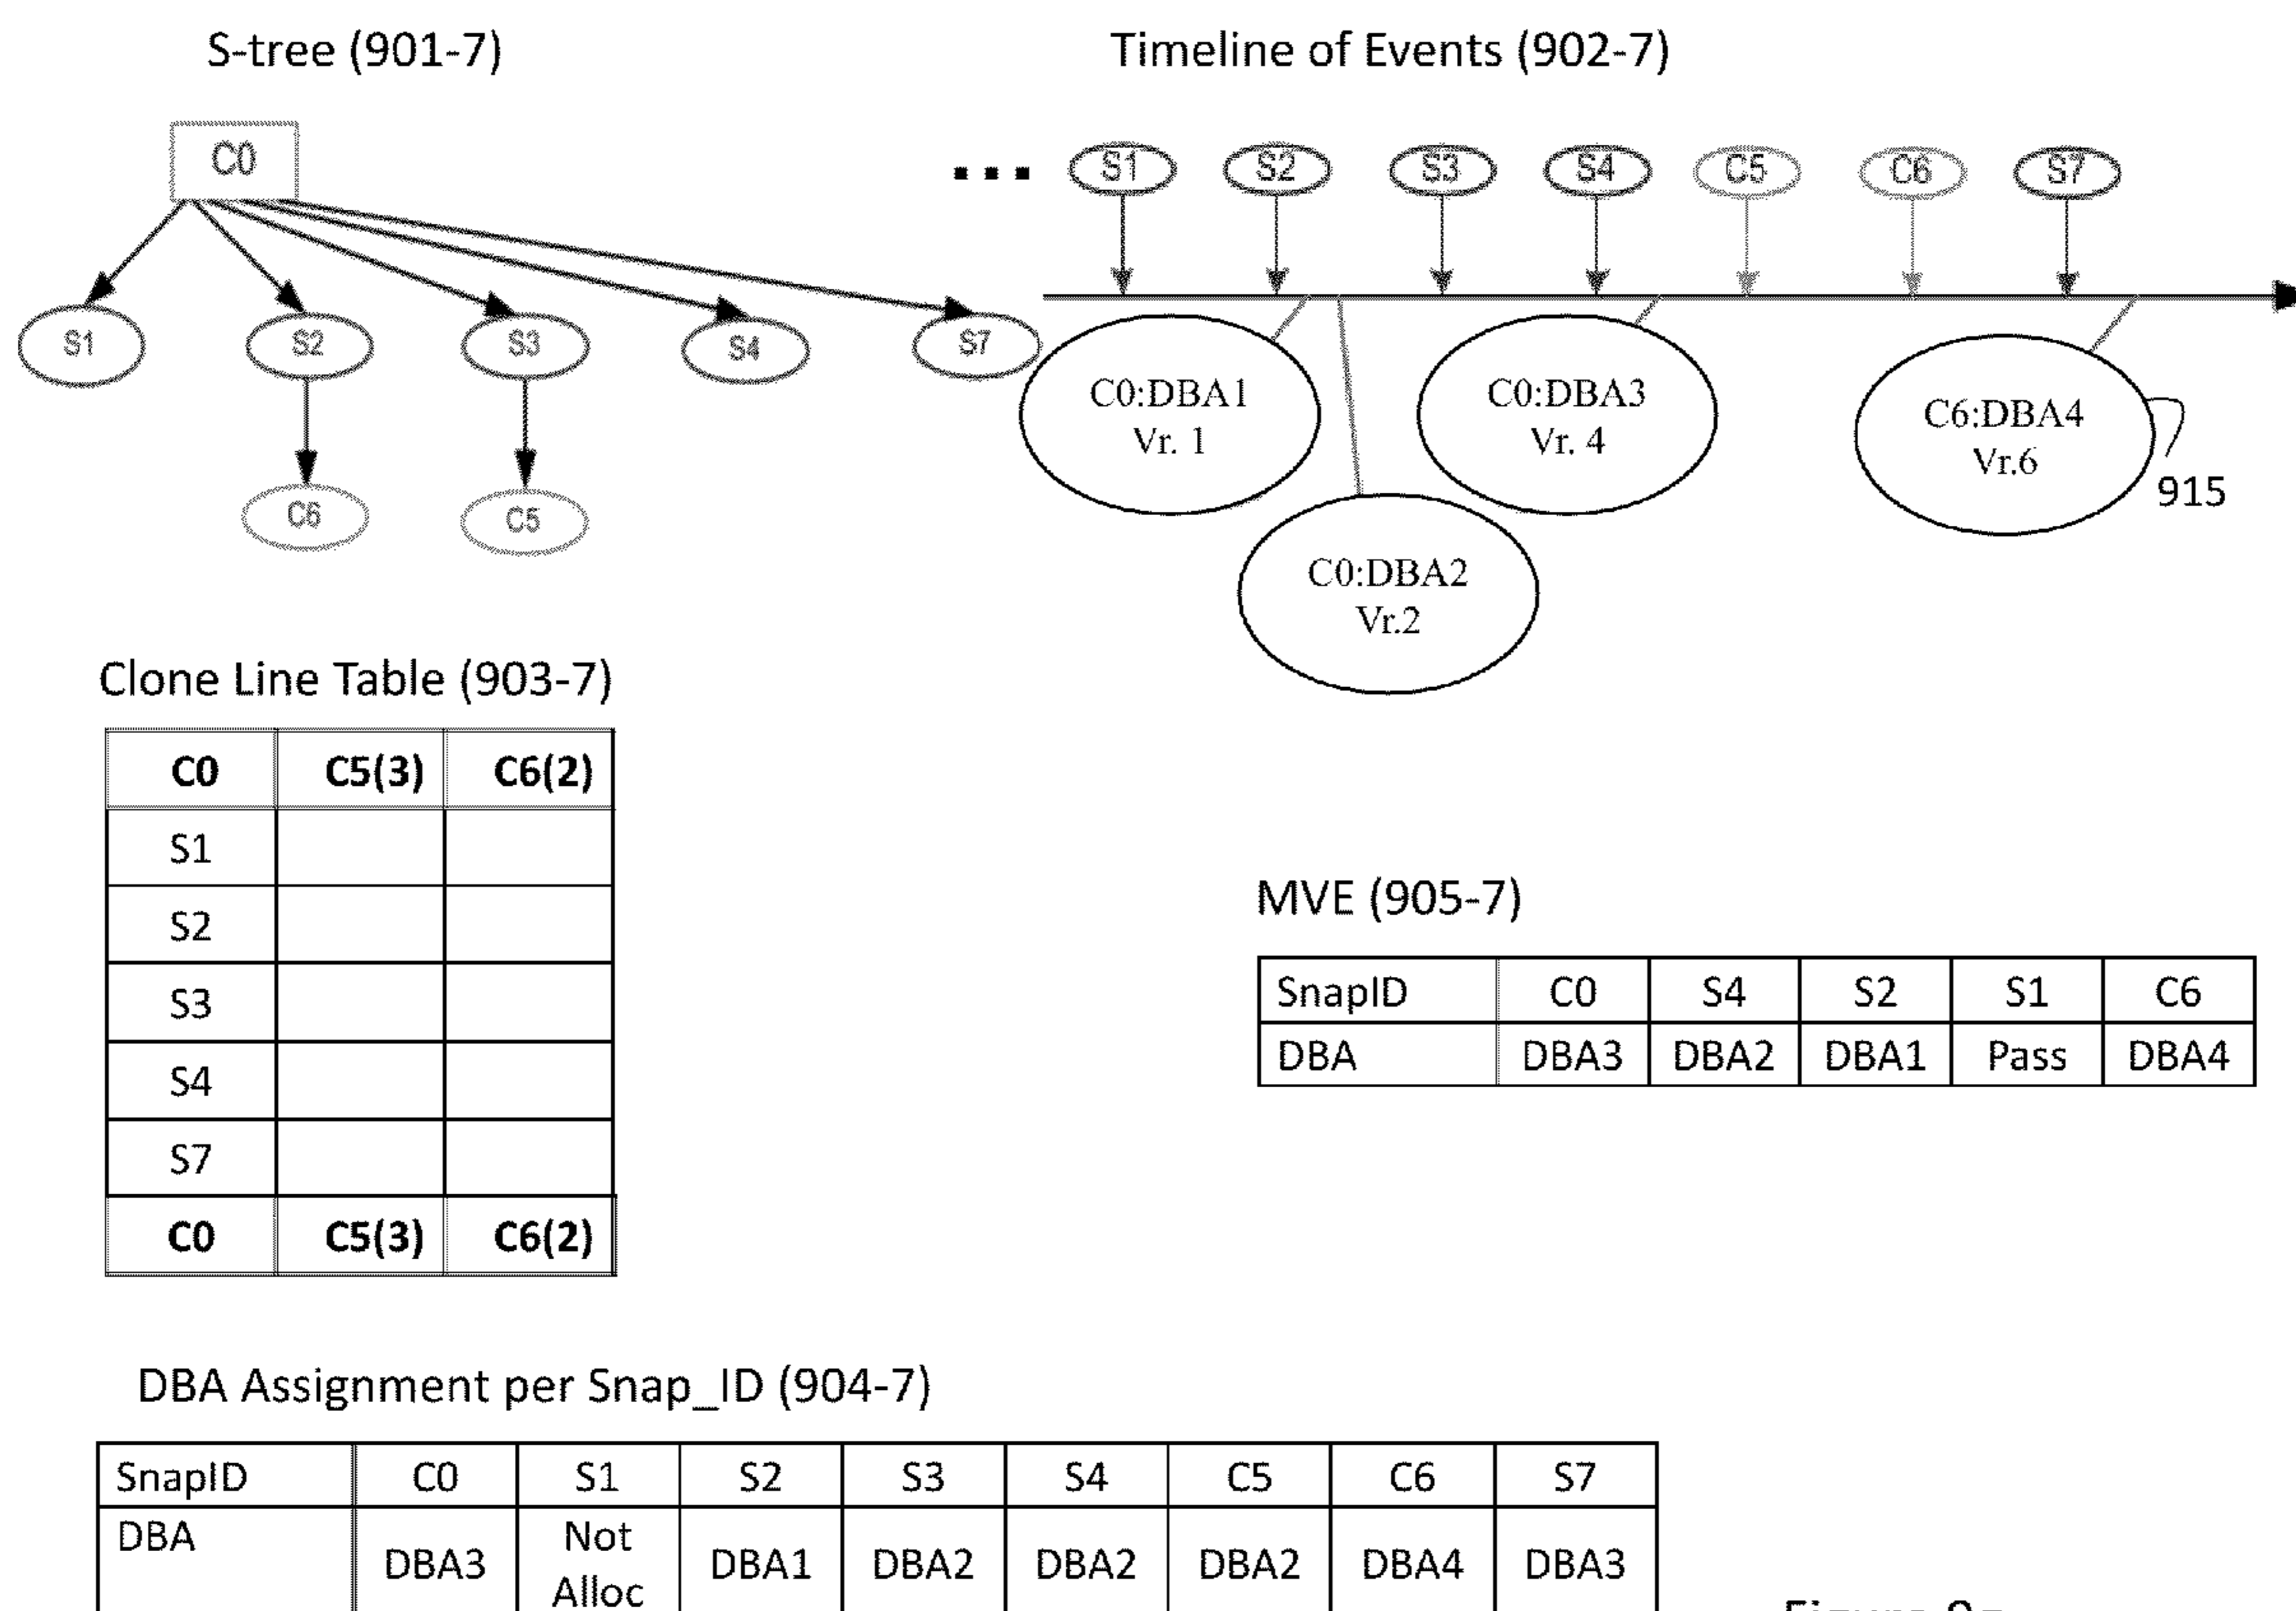 S-tree (901-7)
Timeline of Events (902-7)
C0
S1
S2
S3
S4
S7
C6
C5
...
S1
S2
S3
S4
C5
C6
S7
C0:DBA1
Vr. 1
C0:DBA3
Vr. 4
C6:DBA4
Vr.6
915
C0:DBA2
Vr.2
Clone Line Table (903-7)
C0 C5(3) C6(2)
S1
S2
S3
S4
S7
C0 C5(3) C6(2)
MVE (905-7)
SnapID C0 S4 S2 S1 C6
DBA DBA3 DBA2 DBA1 Pass DBA4
DBA Assignment per Snap_ID (904-7)
SnapID C0 S1 S2 S3 S4 C5 C6 S7
DBA DBA3 Not Alloc DBA1 DBA2 DBA2 DBA2 DBA4 DBA3